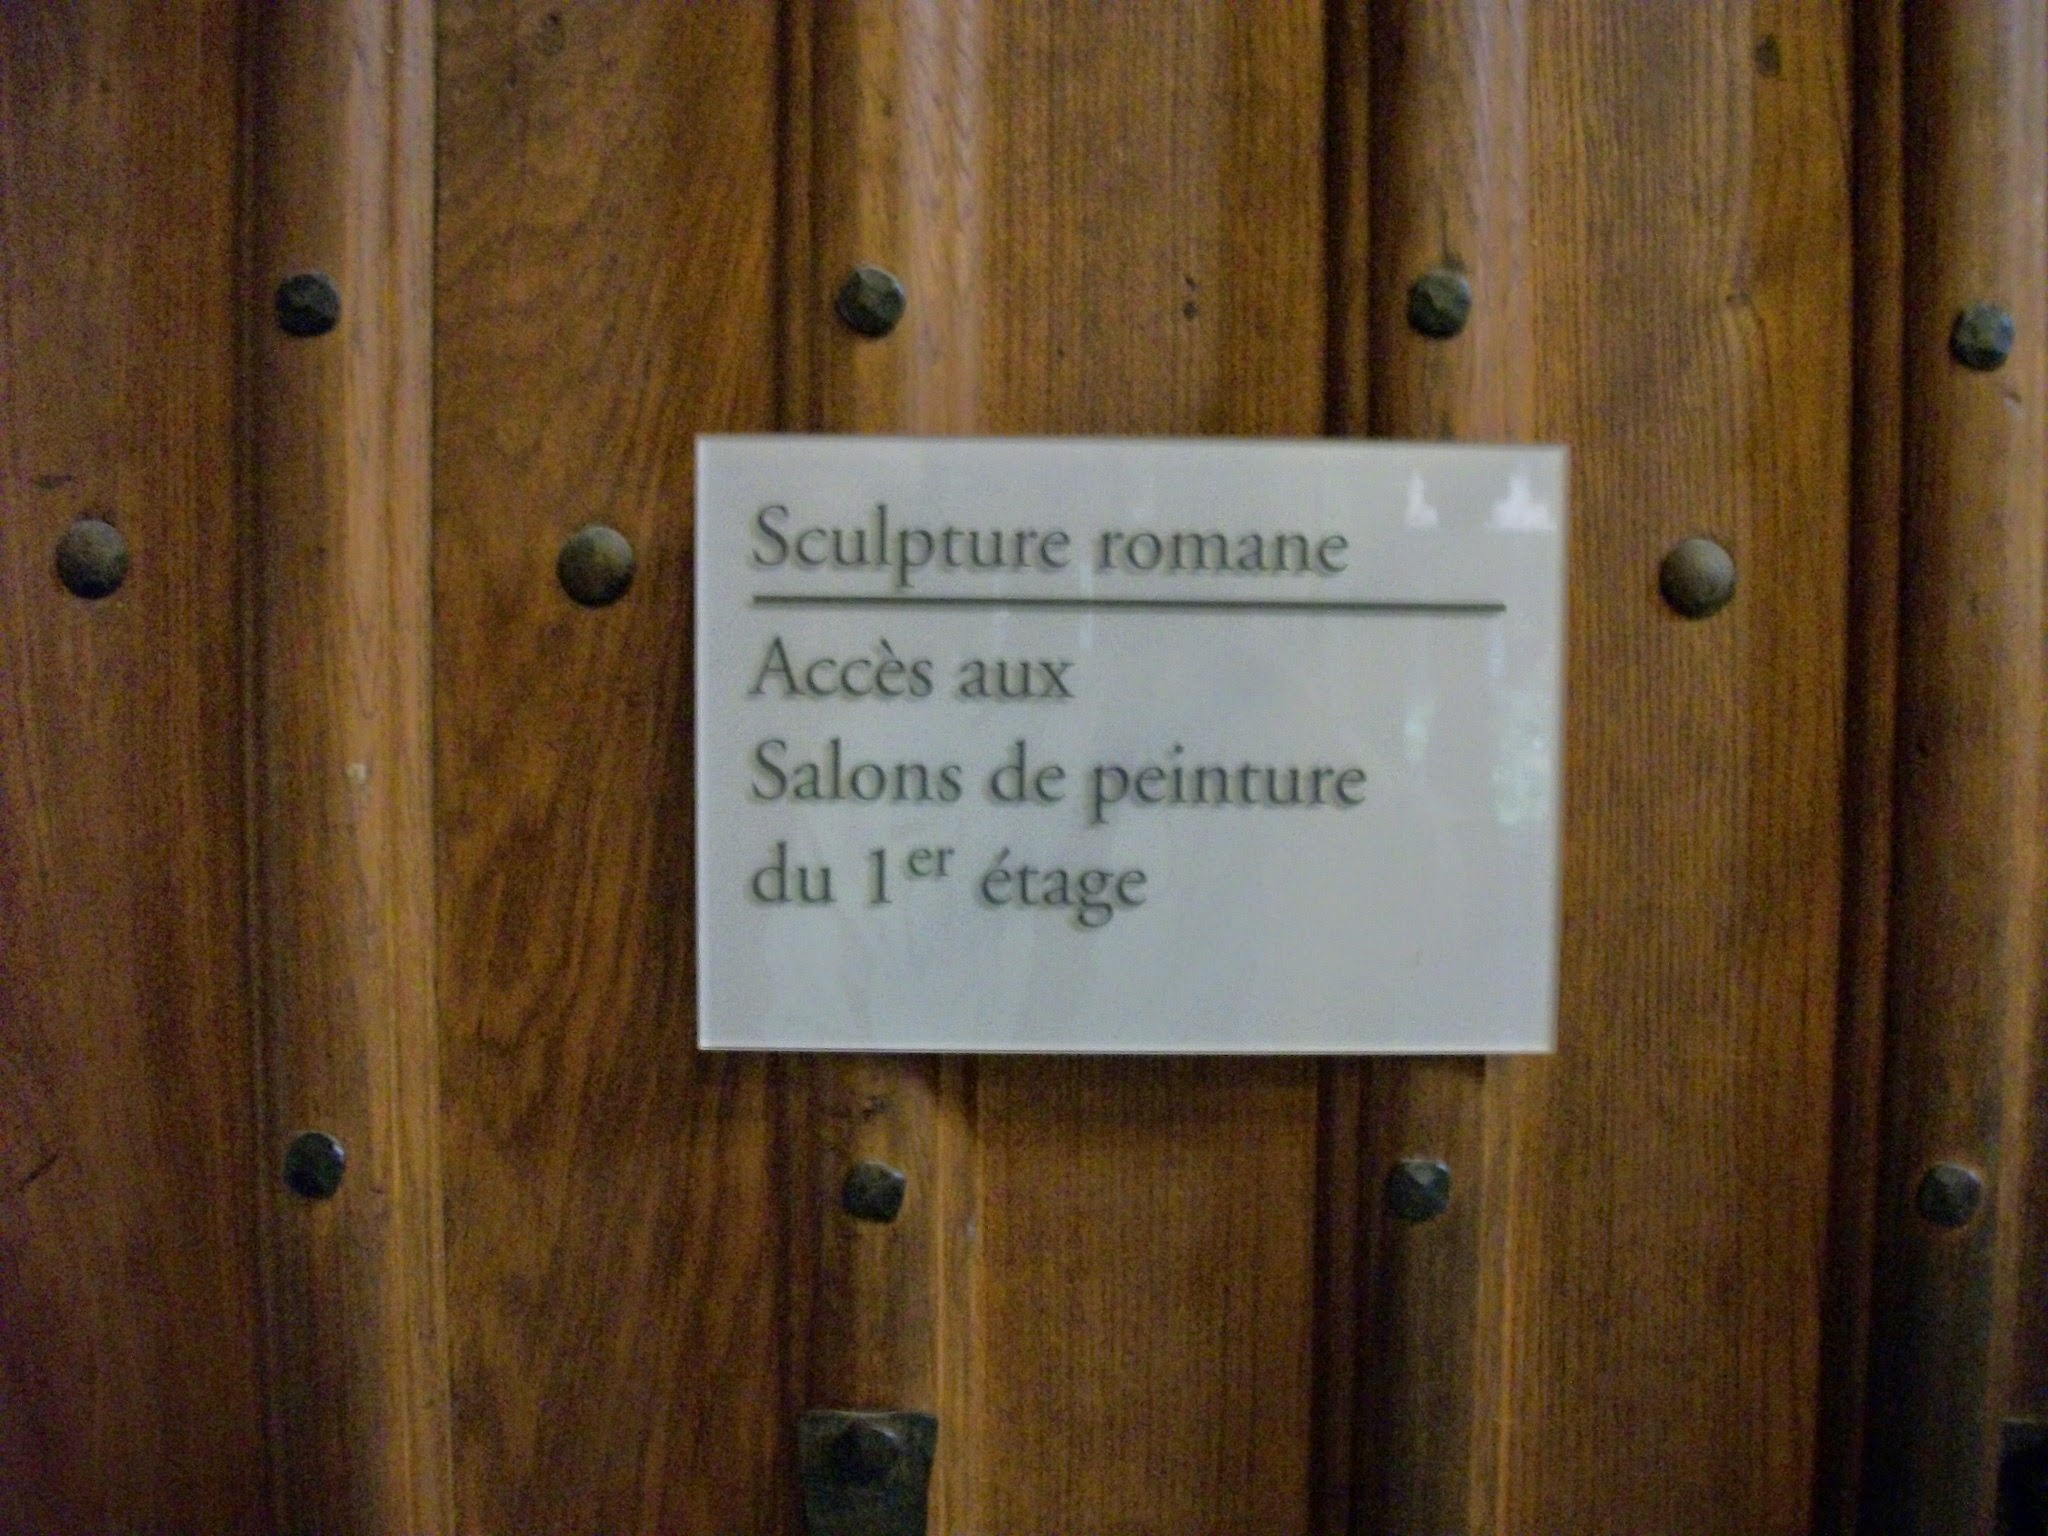 Sculpture romane
Accès aux
Salons de peinture
du 1er étage